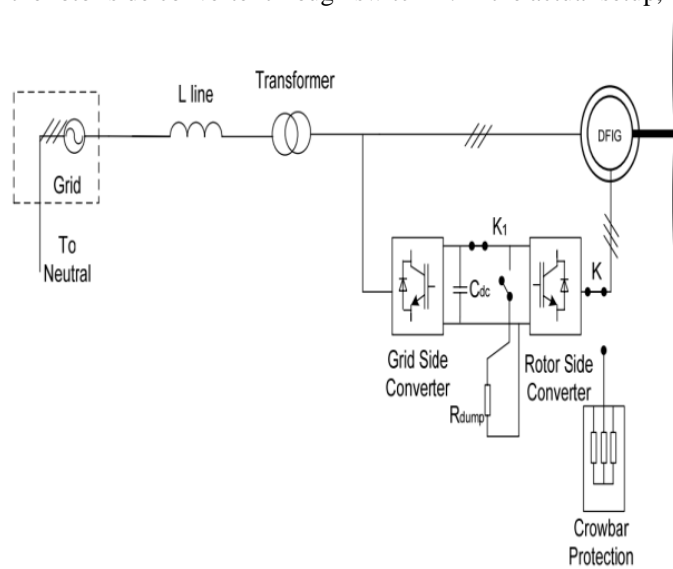 Transformer
L line
DFIG
Grid
To
Neutral
K1
K
Cdc
Grid Side
Converter
Rotor Side
Converter
Rdump
Crowbar
Protection